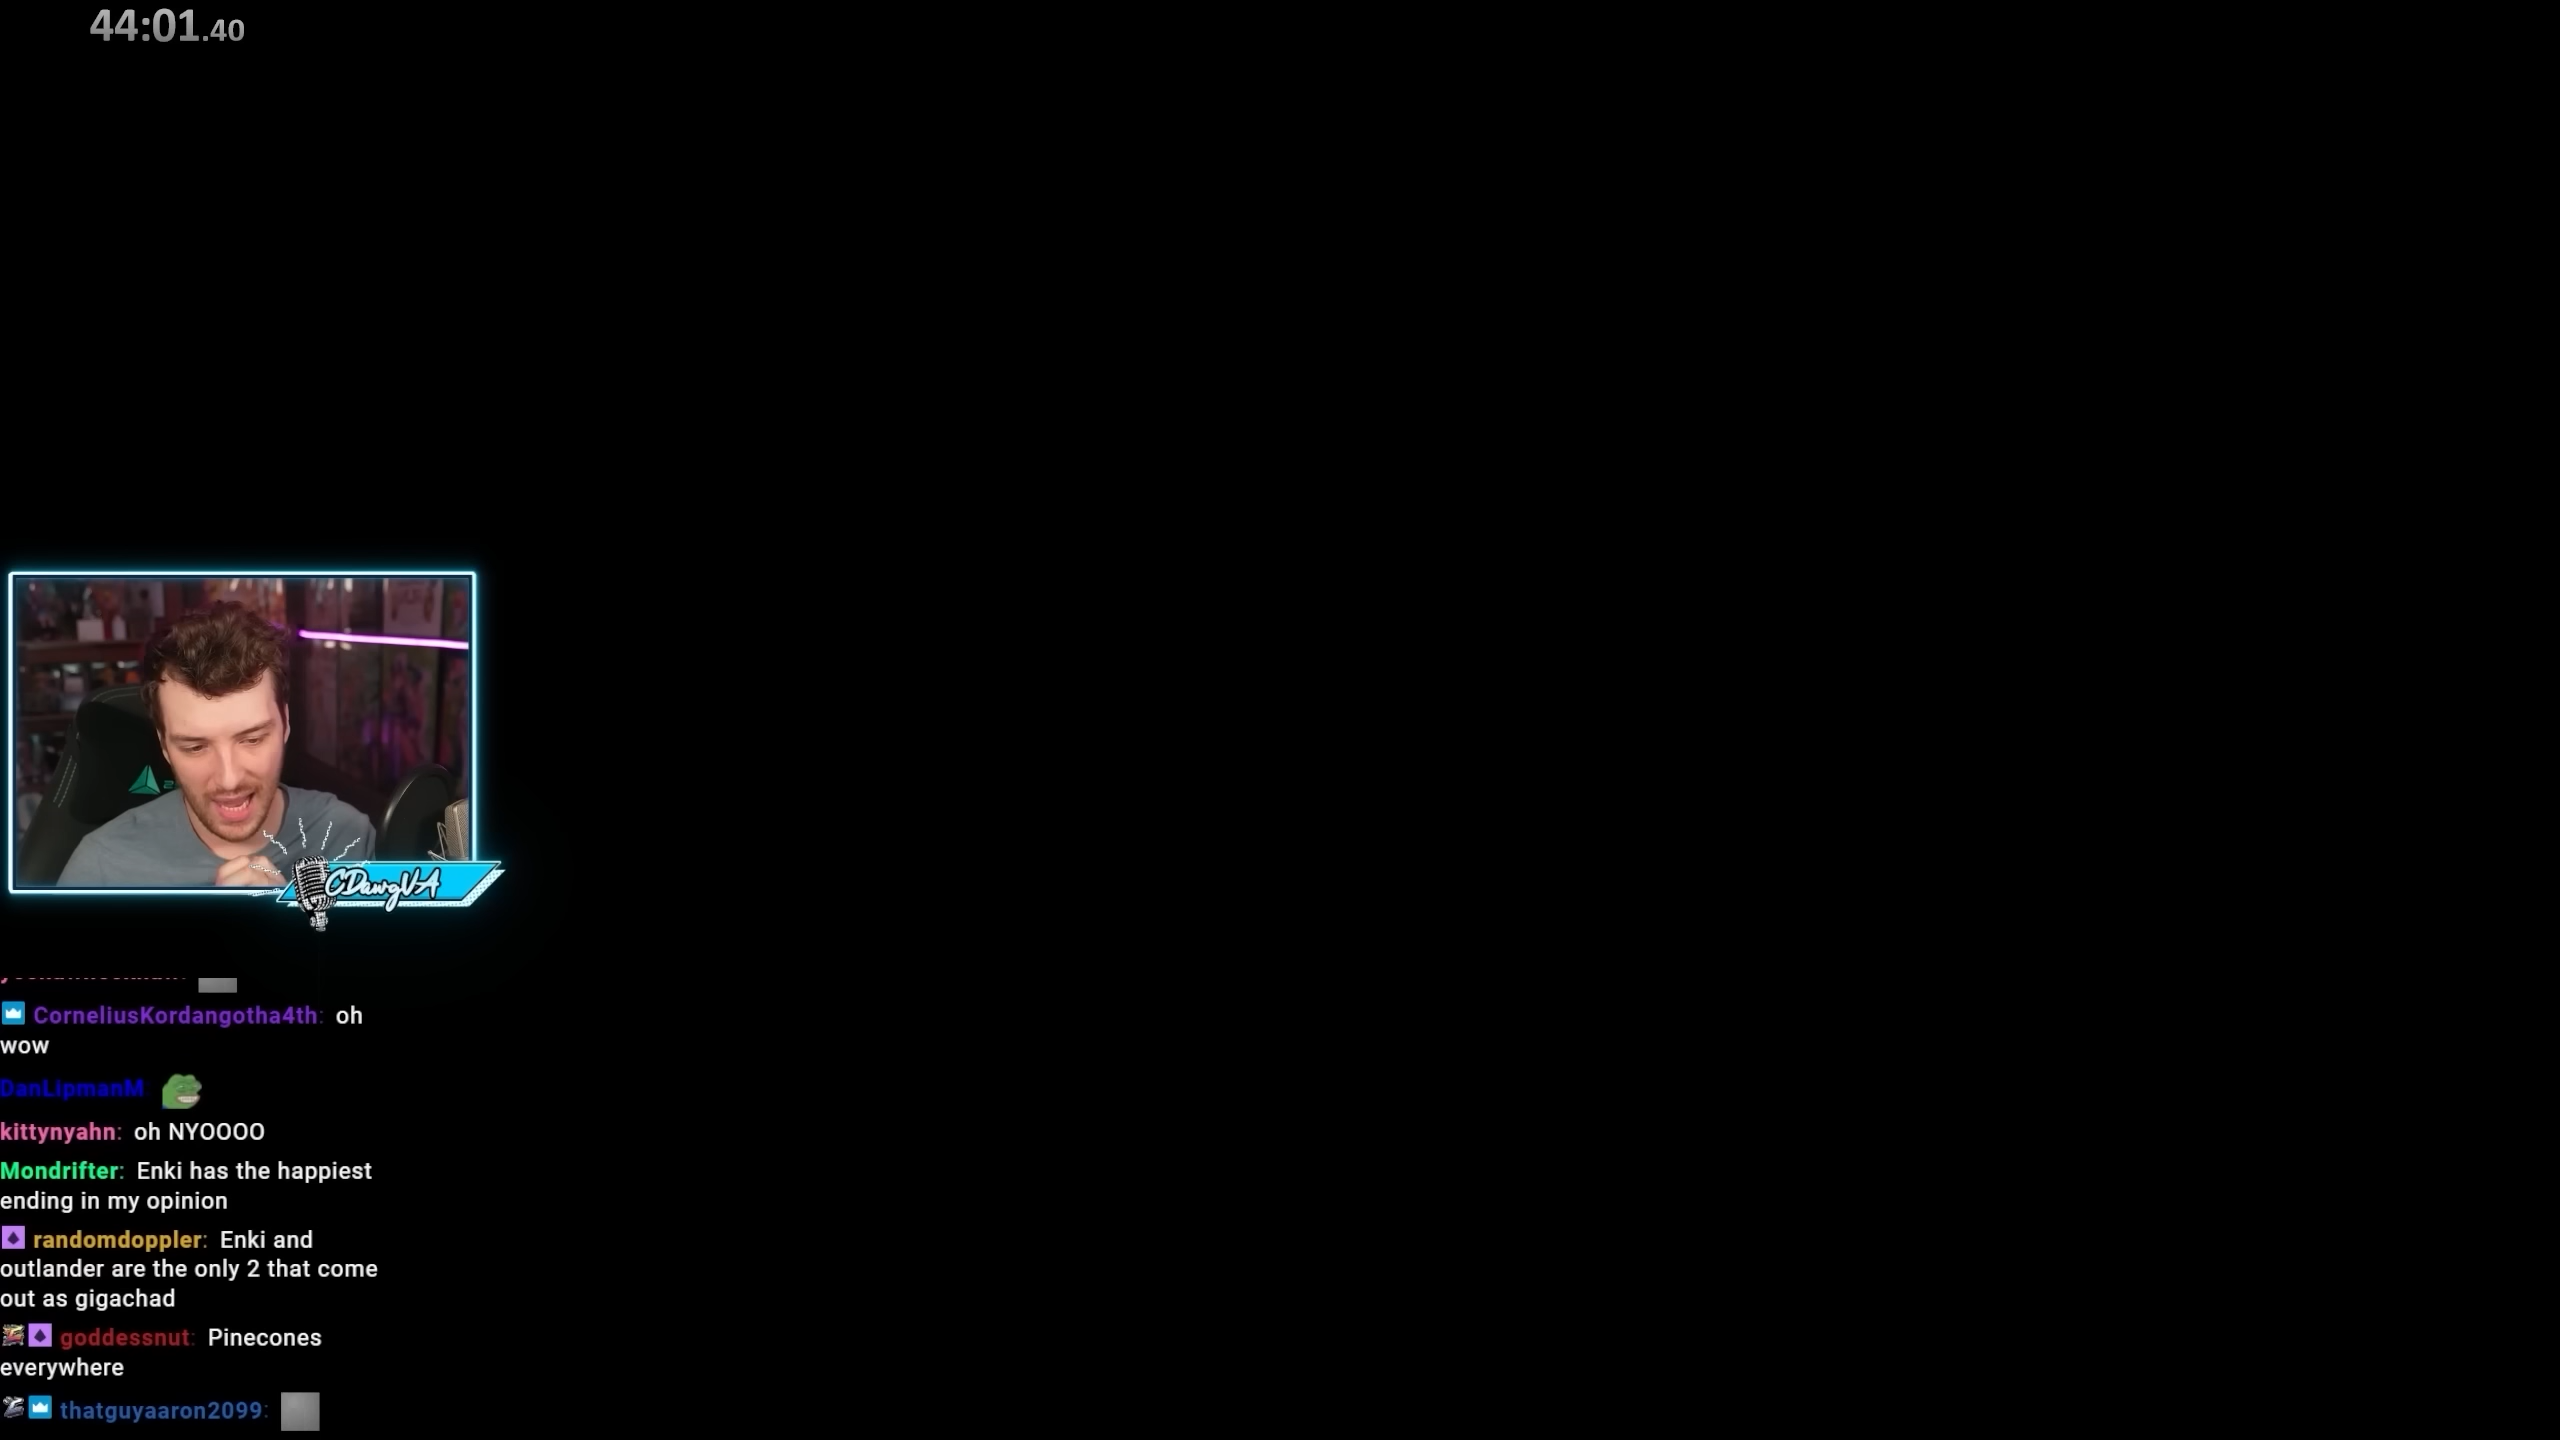 44:01.40
CDawgVA
CorneliusKordangotha4th: oh
wow
DanLipmanM
kittynyahn: oh NYOOOO
Mondrifter: Enki has the happiest
ending in my opinion
randomdoppler: Enki and
outlander are the only 2 that come
out as gigachad
goddessnut: Pinecones
everywhere
thatguyaaron2099: